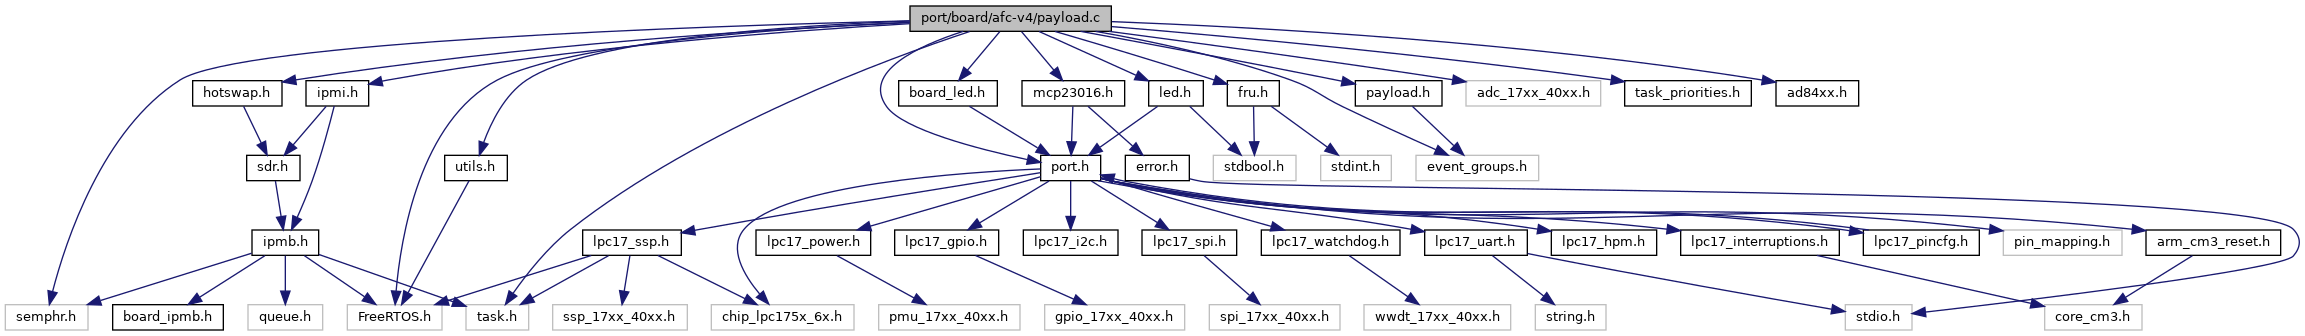 port/board/afc-v4/payload.c
hotswap.h
ipmi.h
board_led.h
mcp23016.h
led.h
fru.h
payload.h
adc_17xx_40xx.h
task_priorities.h
ad84xx.h
sdr.h
utils.h
port.h
error.h
stdbool.h
stdint.h
event_groups.h
ipmb.h
lpc17_ssp.h
lpc17_power.h
lpc17_gpio.h
lpc17_i2c.h
lpc17_spi.h
lpc17_watchdog.h
lpc17_uart.h
lpc17_hpm.h
lpc17_interruptions.h
lpc17_pincfg.h
pin_mapping.h
arm_cm3_reset.h
semphr.h
board_ipmb.h
queue.h
FreeRTOS.h
task.h
ssp_17xx_40xx.h
chip_lpc175x_6x.h
pmu_17xx_40xx.h
gpio_17xx_40xx.h
spi_17xx_40xx.h
wwdt_17xx_40xx.h
string.h
stdio.h
core_cm3.h